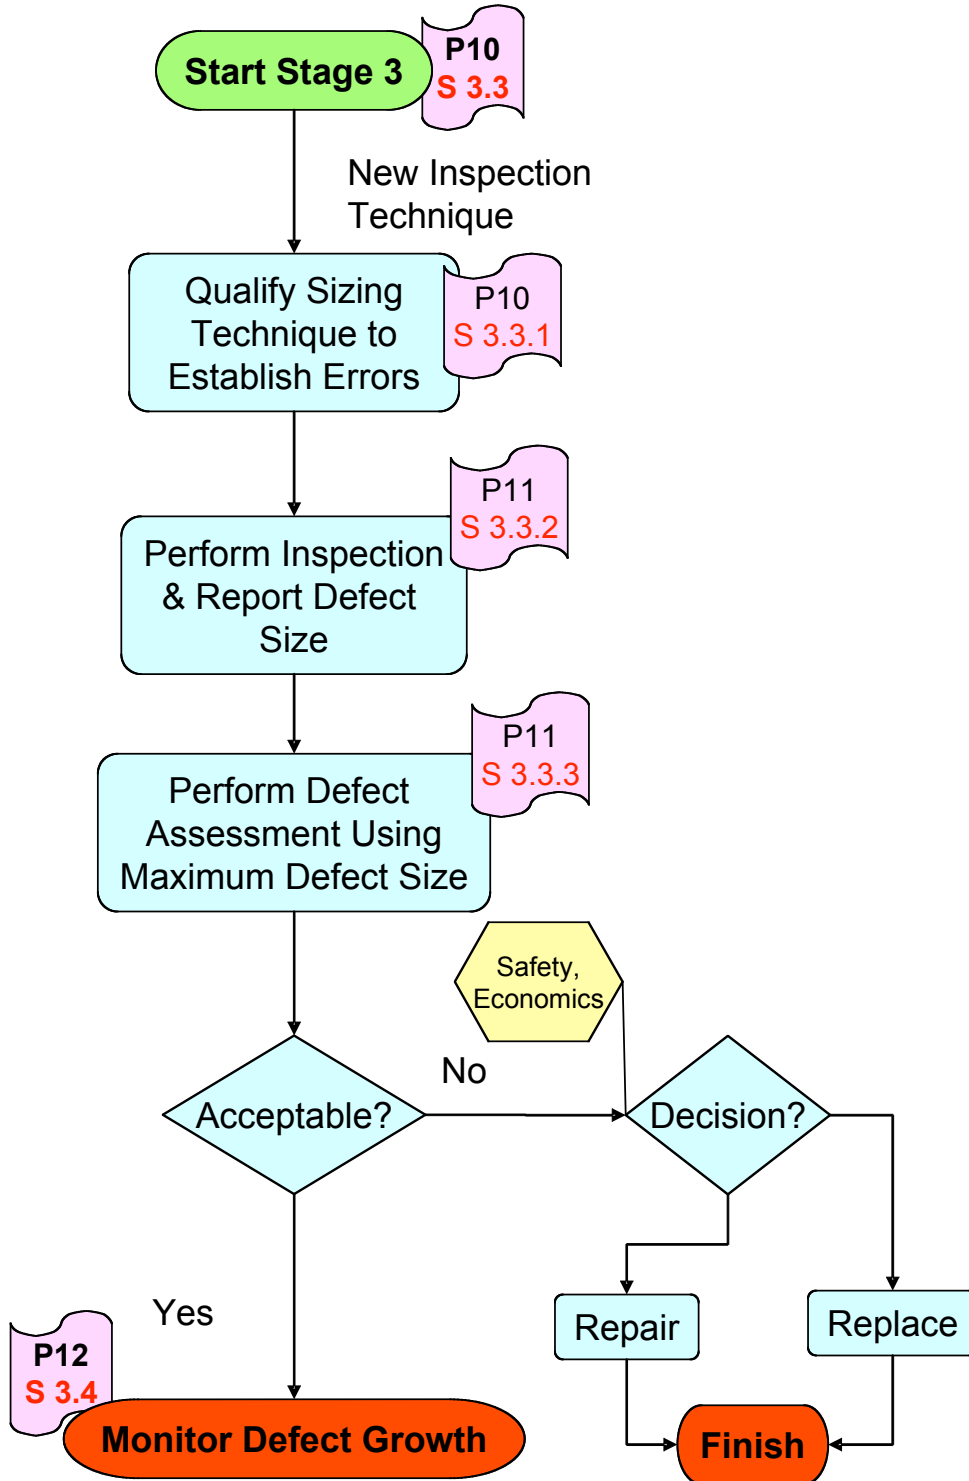 Start Stage 3
P10
S 3.3
New Inspection
Technique
Qualify Sizing
Technique to
Establish Errors
P10
S 3.3.1
P11
S 3.3.2
Perform Inspection
& Report Defect
Size
P11
S 3.3.3
Perform Defect
Assessment Using
Maximum Defect Size
Safety,
Economics
No
Acceptable?
Decision?
Yes
Repair
Replace
P12
S 3.4
Monitor Defect Growth
Finish